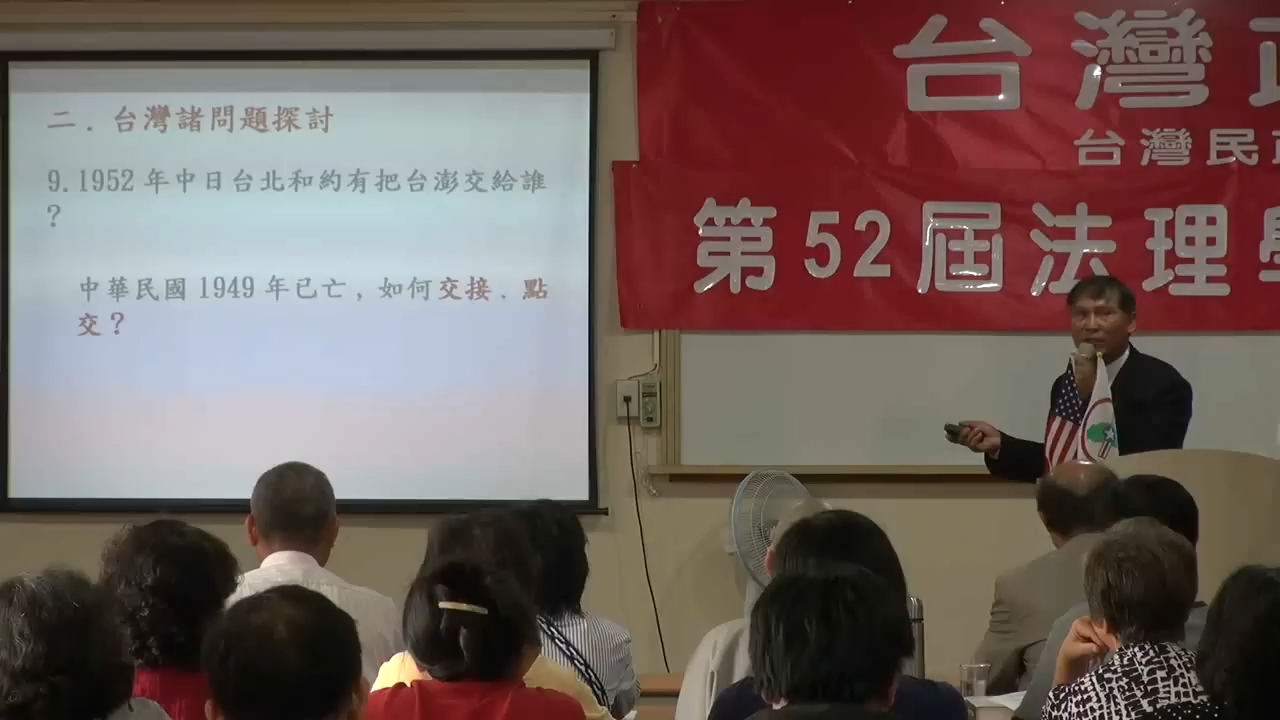 二．台灣諸問題探討
9.1952年中日台北和約有把台澎交給誰
？
中華民國1949年已亡，如何交接．點
交？
台灣
台灣民
第52屆法理